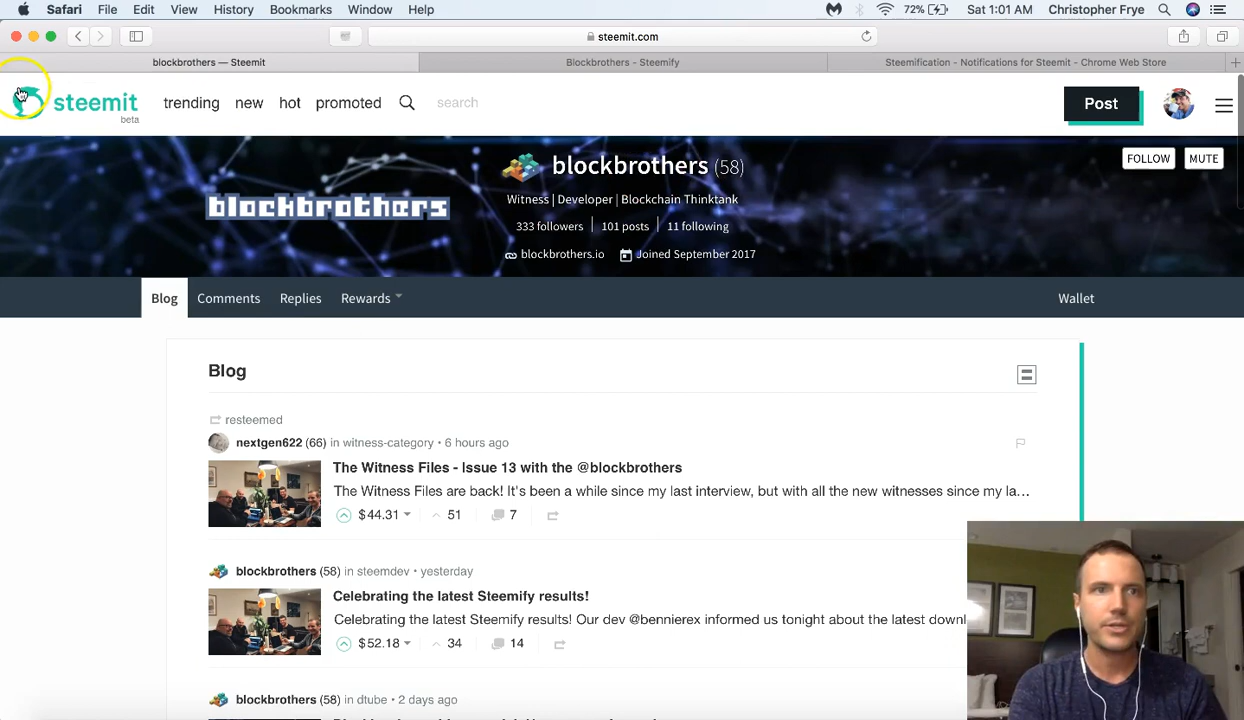 Safari File Edit View History Bookmarks Window Help 72% Sat 1:01 AM Christopher Frye
steemit.com
blockbrothers — Steemit Blockbrothers - Steemify Steemification - Notifications for Steemit - Chrome Web Store
steemit beta trending new hot promoted search Post
blockbrothers (58) FOLLOW MUTE
Witness | Developer | Blockchain Thinktank
blockbrothers
333 followers 101 posts 11 following
blockbrothers.io Joined September 2017
Blog Comments Replies Rewards Wallet
Blog
resteemed
nextgen622 (66) in witness-category • 6 hours ago
The Witness Files - Issue 13 with the @blockbrothers
The Witness Files are back! It's been a while since my last interview, but with all the new witnesses since my la...
$44.31 51 7
blockbrothers (58) in steemdev • yesterday
Celebrating the latest Steemify results!
Celebrating the latest Steemify results! Our dev @bennierex informed us tonight about the latest downl
$52.18 34 14
blockbrothers (58) in dtube • 2 days ago